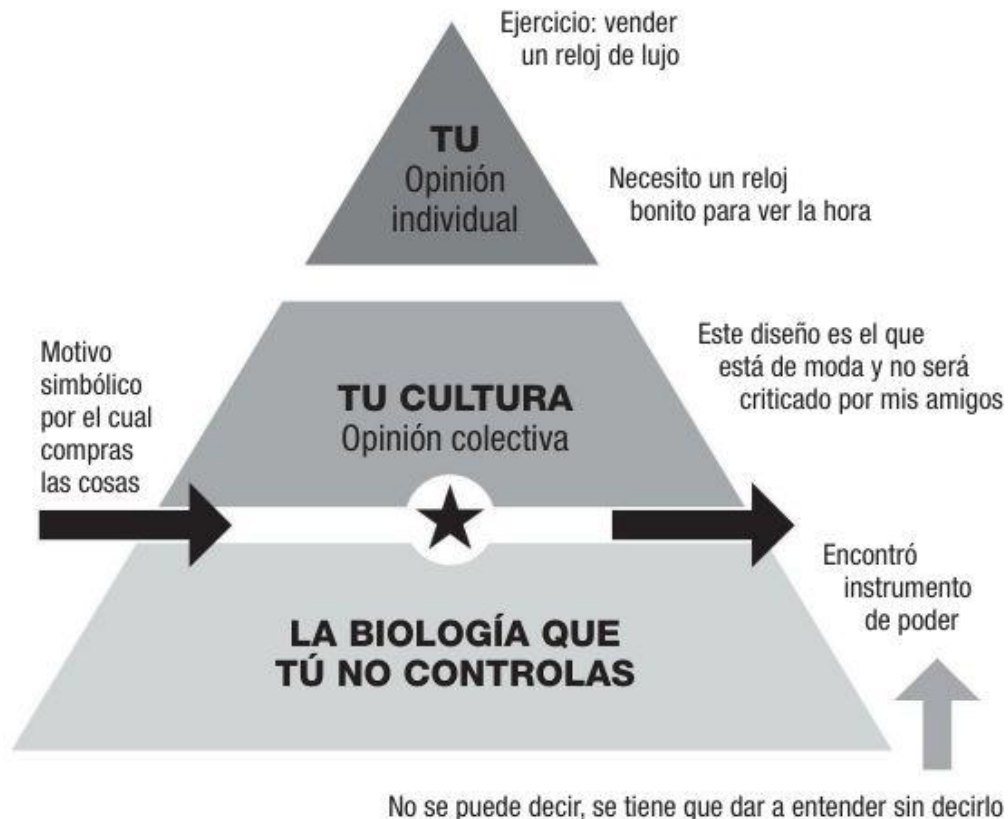 Ejercicio: vender
un reloj de lujo
TU
Opinión
individual
Necesito un reloj
bonito para ver la hora
Motivo
simbólico
por el cual
compras
las cosas
TU CULTURA
Opinión colectiva
Este diseño es el que
está de moda y no será
criticado por mis amigos
Encontró
instrumento
de poder
LA BIOLOGÍA QUE
TÚ NO CONTROLAS
No se puede decir, se tiene que dar a entender sin decirlo